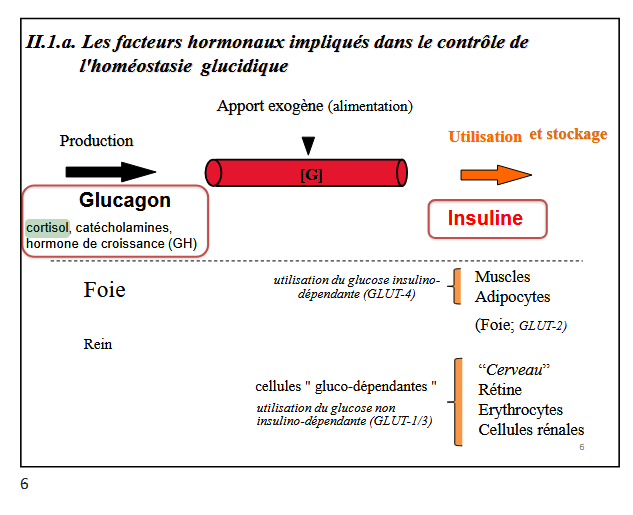 II.1.a. Les facteurs hormonaux impliqués dans le contrôle de
l'homéostasie glucidique
Apport exogène (alimentation)
Production
Utilisation et stockage
[G]
Glucagon
cortisol, catécholamines,
hormone de croissance (GH)
Insuline
Foie
utilisation du glucose insulino-
dépendante (GLUT-4)
Muscles
Adipocytes
(Foie; GLUT-2)
Rein
cellules " gluco-dépendantes "
utilisation du glucose non
insulino-dépendante (GLUT-1/3)
“Cerveau”
Rétine
Erythrocytes
Cellules rénales
6
6